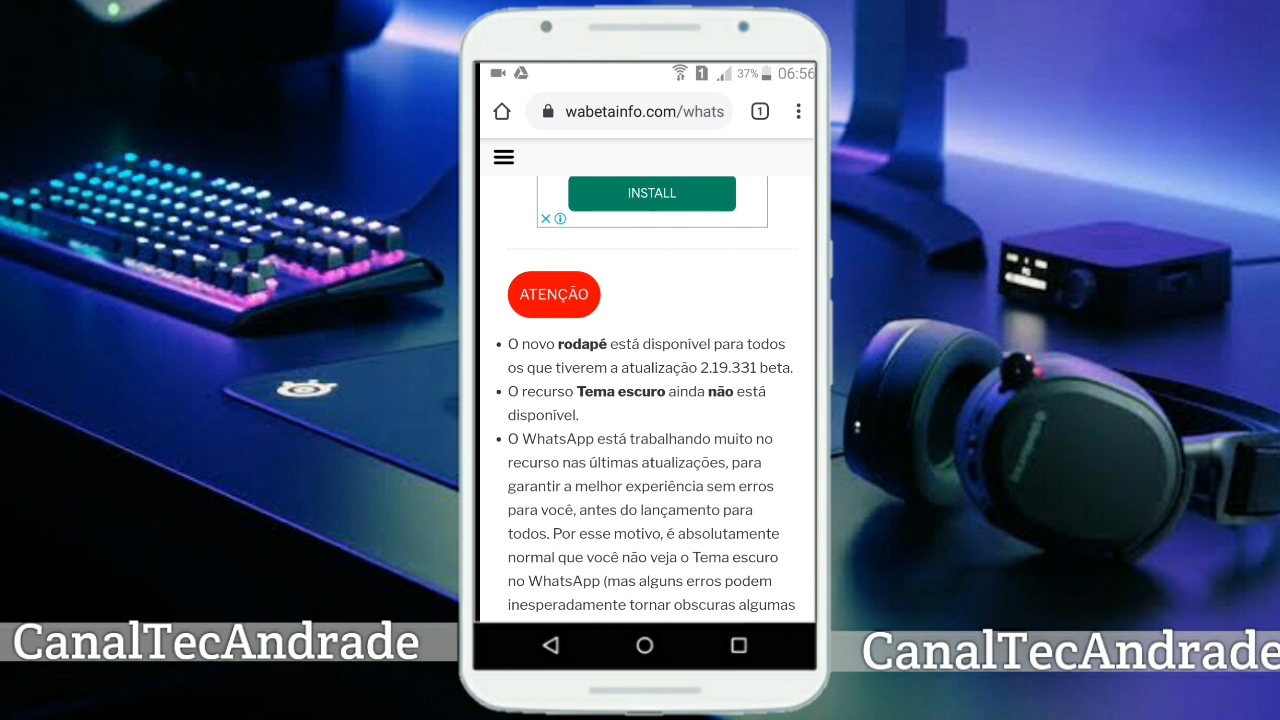 1
37%
06:56
wabetainfo.com/whats
1
INSTALL
ATENÇÃO
• O novo rodapé está disponível para todos
os que tiverem a atualização 2.19.331 beta.
• O recurso Tema escuro ainda não está
disponível.
• O WhatsApp está trabalhando muito no
recurso nas últimas atualizações, para
garantir a melhor experiência sem erros
para você, antes do lançamento para
todos. Por esse motivo, é absolutamente
normal que você não veja o Tema escuro
no WhatsApp (mas alguns erros podem
inesperadamente tornar obscuras algumas
CanalTecAndrade
CanalTecAndrade